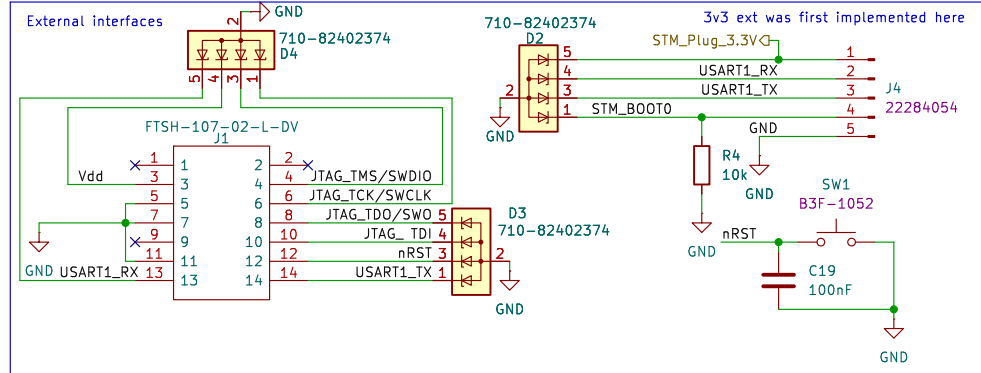 External interfaces
2
GND
710-82402374
D4
5
4
3
1
FTSH-107-02-L-DV
J1
1
1
2
2
Vdd
3
3
4
4
JTAG_TMS/SWDIO
5
5
6
6
JTAG_TCK/SWCLK
7
7
8
8
JTAG_TDO/SWO
9
9
10
10
JTAG_ TDI
11
11
12
12
nRST
USART1_RX
13
13
14
14
USART1_TX
GND
D3
710-82402374
5
4
3
1
2
GND
710-82402374
D2
5
4
3
1
2
GND
3v3 ext was first implemented here
STM_Plug_3.3V
USART1_RX
USART1_TX
STM_BOOT0
GND
1
2
3
4
5
J4
22284054
GND
R4
10k
GND
SW1
B3F-1052
nRST
C19
100nF
GND